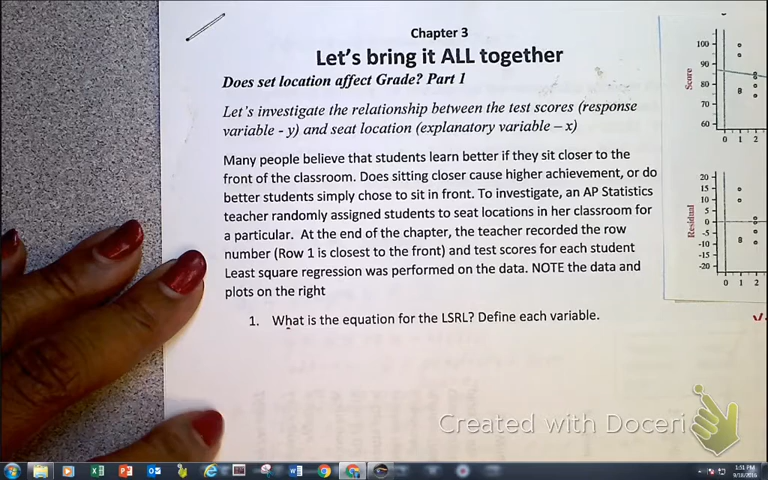 Chapter 3
Let's bring it ALL together
Does set location affect Grade? Part 1
Let's investigate the relationship between the test scores (response
variable - y) and seat location (explanatory variable – x)
Many people believe that students learn better if they sit closer to the
front of the classroom. Does sitting closer cause higher achievement, or do
better students simply chose to sit in front. To investigate, an AP Statistics
teacher randomly assigned students to seat locations in her classroom for
a particular. At the end of the chapter, the teacher recorded the row
number (Row 1 is closest to the front) and test scores for each student
Least square regression was performed on the data. NOTE the data and
plots on the right
1. What is the equation for the LSRL? Define each variable.
Score
100
90
80
70
60
0 1 2
Residual
20
15
10
5
0
-5
-10
-15
-20
0 1 2
Created with Doceri
1:51 PM
9/18/2016